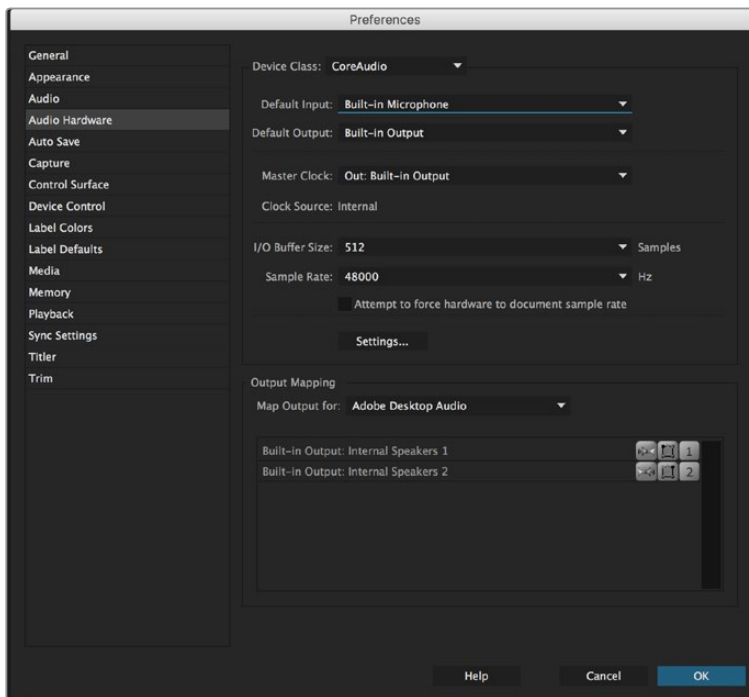 Preferences
General
Appearance
Audio
Audio Hardware
Auto Save
Capture
Control Surface
Device Control
Label Colors
Label Defaults
Media
Memory
Playback
Sync Settings
Titler
Trim
Device Class: CoreAudio
Default Input: Built-in Microphone
Default Output: Built-in Output
Master Clock: Out: Built-in Output
Clock Source: Internal
I/O Buffer Size: 512 Samples
Sample Rate: 48000 Hz
Attempt to force hardware to document sample rate
Settings...
Output Mapping
Map Output for: Adobe Desktop Audio
Built-in Output: Internal Speakers 1 1
Built-in Output: Internal Speakers 2 2
Help Cancel OK